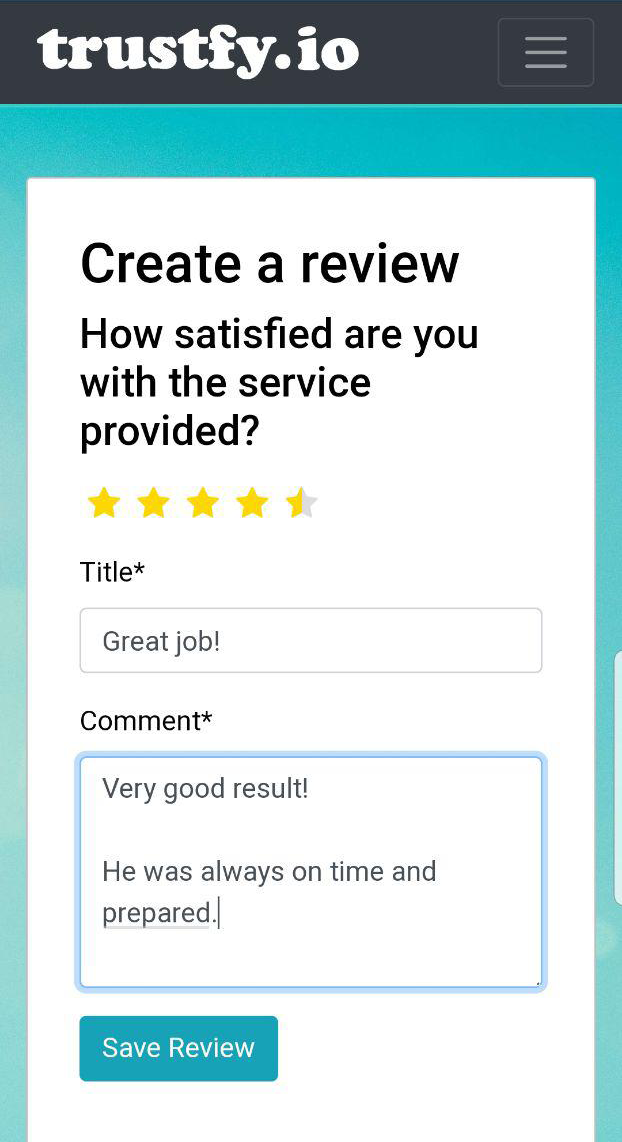 trustfy.io
Create a review
How satisfied are you
with the service
provided?
Title*
Great job!
Comment*
Very good result!
He was always on time and
prepared.
Save Review